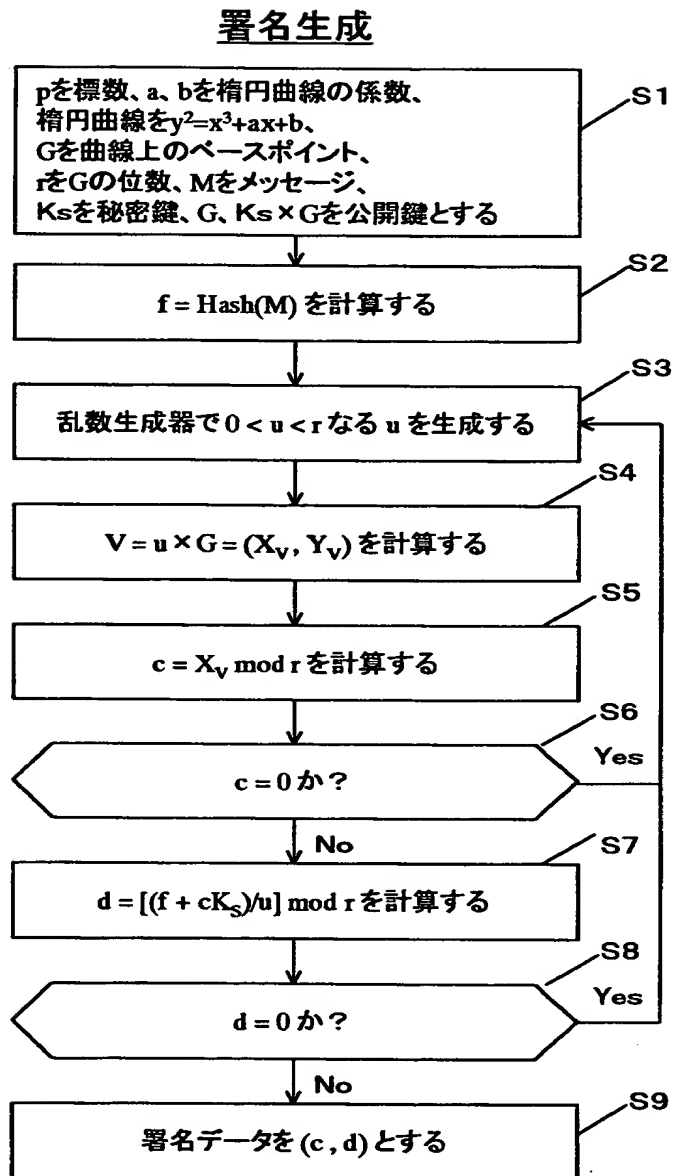 署名生成
S1
pを標数、a、bを楕円曲線の係数、
楕円曲線をy²=x³+ax+b、
Gを曲線上のベースポイント、
rをGの位数、Mをメッセージ、
Ksを秘密鍵、G、Ks×Gを公開鍵とする
S2
f = Hash(M) を計算する
S3
乱数生成器で 0 < u < r なる u を生成する
S4
V = u × G = (X_V, Y_V) を計算する
S5
c = X_V mod r を計算する
S6
c = 0 か？
Yes
No
S7
d = [(f + cK_S)/u] mod r を計算する
S8
d = 0 か？
Yes
No
S9
署名データを (c , d) とする